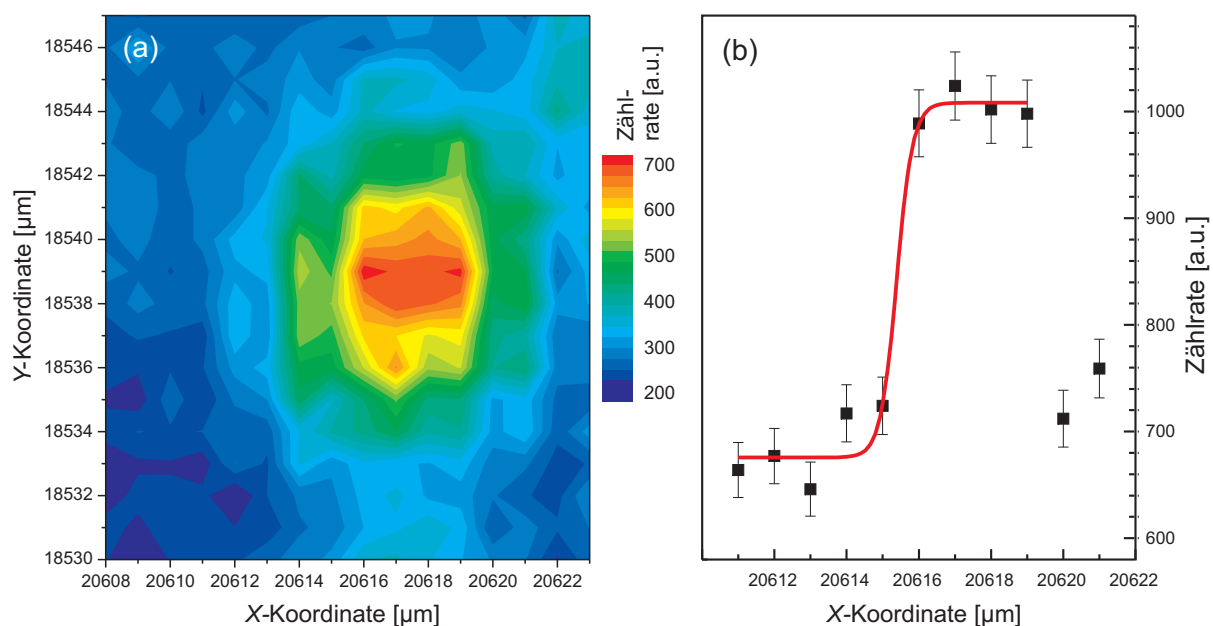 (a)
18546
18544
18542
18540
18538
18536
18534
18532
18530
Y-Koordinate [µm]
20608 20610 20612 20614 20616 20618 20620 20622
X-Koordinate [µm]
Zähl-
rate [a.u.]
700
600
500
400
300
200
(b)
1000
900
800
700
600
Zählrate [a.u.]
20612 20614 20616 20618 20620 20622
X-Koordinate [µm]